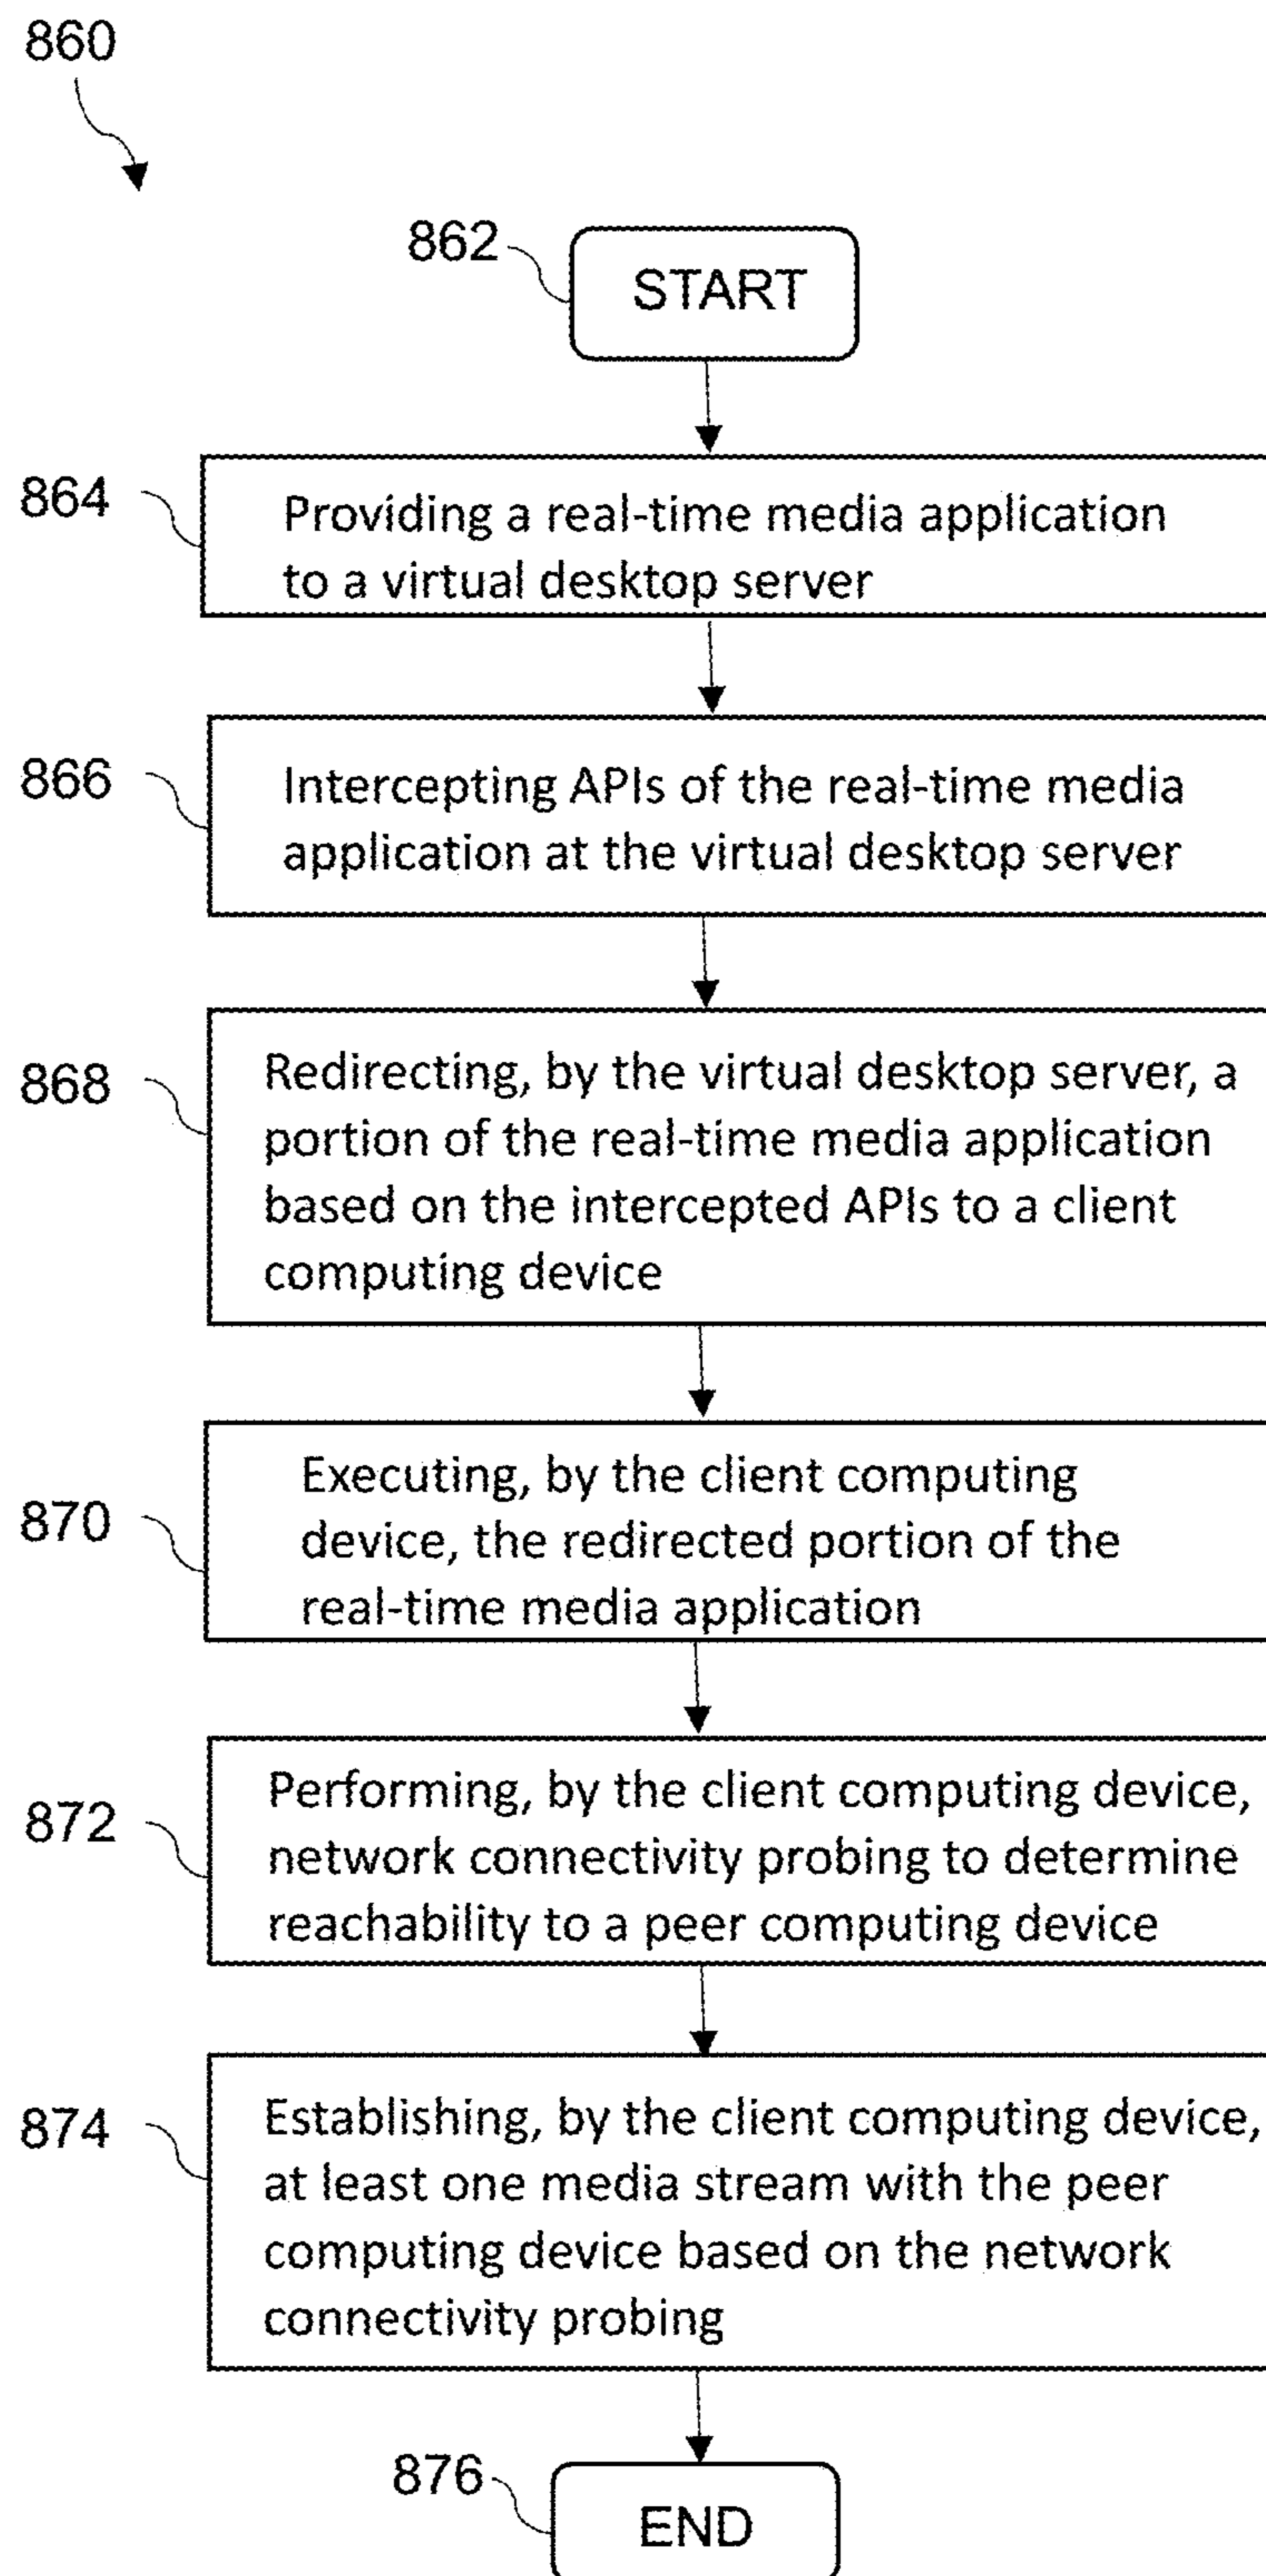 860
862
START
864
Providing a real-time media application
to a virtual desktop server
866
Intercepting APIs of the real-time media
application at the virtual desktop server
868
Redirecting, by the virtual desktop server, a
portion of the real-time media application
based on the intercepted APIs to a client
computing device
870
Executing, by the client computing
device, the redirected portion of the
real-time media application
872
Performing, by the client computing device,
network connectivity probing to determine
reachability to a peer computing device
874
Establishing, by the client computing device,
at least one media stream with the peer
computing device based on the network
connectivity probing
876
END